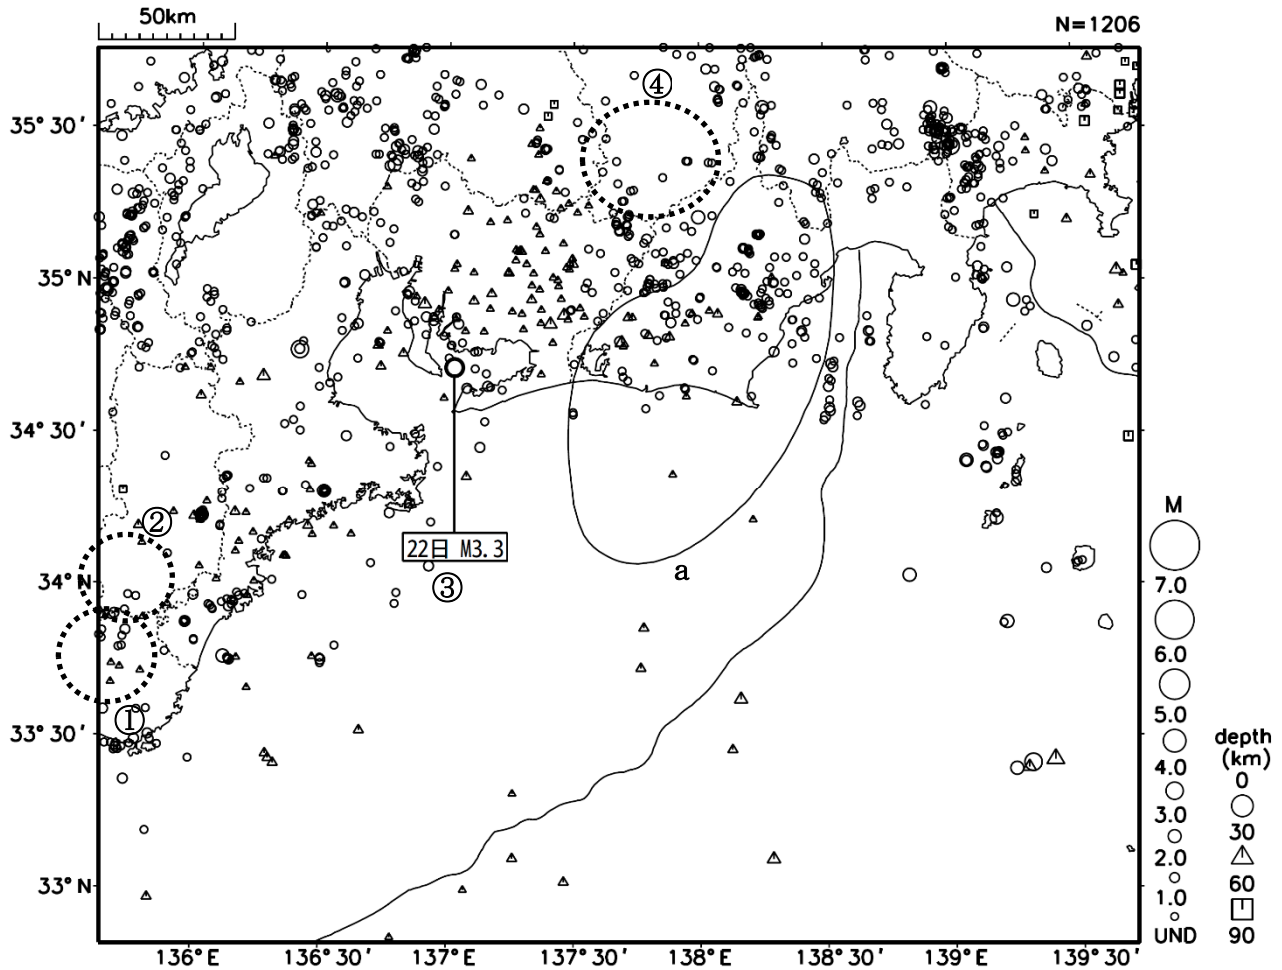 50km
N=1206
④
35°30′
35°N
34°30′
22日 M3.3
②
③
a
34°N
①
33°30′
33°N
136°E
136°30′
137°E
137°30′
138°E
138°30′
139°E
139°30′
M
7.0
6.0
5.0
4.0
3.0
2.0
1.0
UND
depth
(km)
0
30
60
90